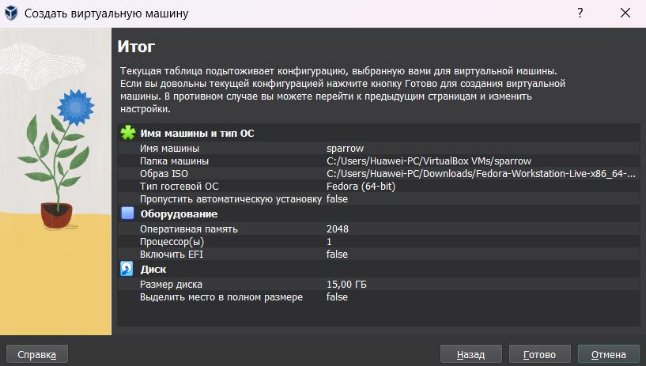 Создать виртуальную машину
?
Итог
Текущая таблица подытоживает конфигурацию, выбранную вами для виртуальной машины.
Если вы довольны текущей конфигурацией нажмите кнопку Готово для создания виртуальной
машины. В противном случае вы можете перейти к предыдущим страницам и изменить
настройки.
Имя машины и тип ОС
Имя машины sparrow
Папка машины C:/Users/Huawei-PC/VirtualBox VMs/sparrow
Образ ISO C:/Users/Huawei-PC/Downloads/Fedora-Workstation-Live-x86_64-...
Тип гостевой ОС Fedora (64-bit)
Пропустить автоматическую установку false
Оборудование
Оперативная память 2048
Процессор(ы) 1
Включить EFI false
Диск
Размер диска 15,00 ГБ
Выделить место в полном размере false
Справка Назад Готово Отмена